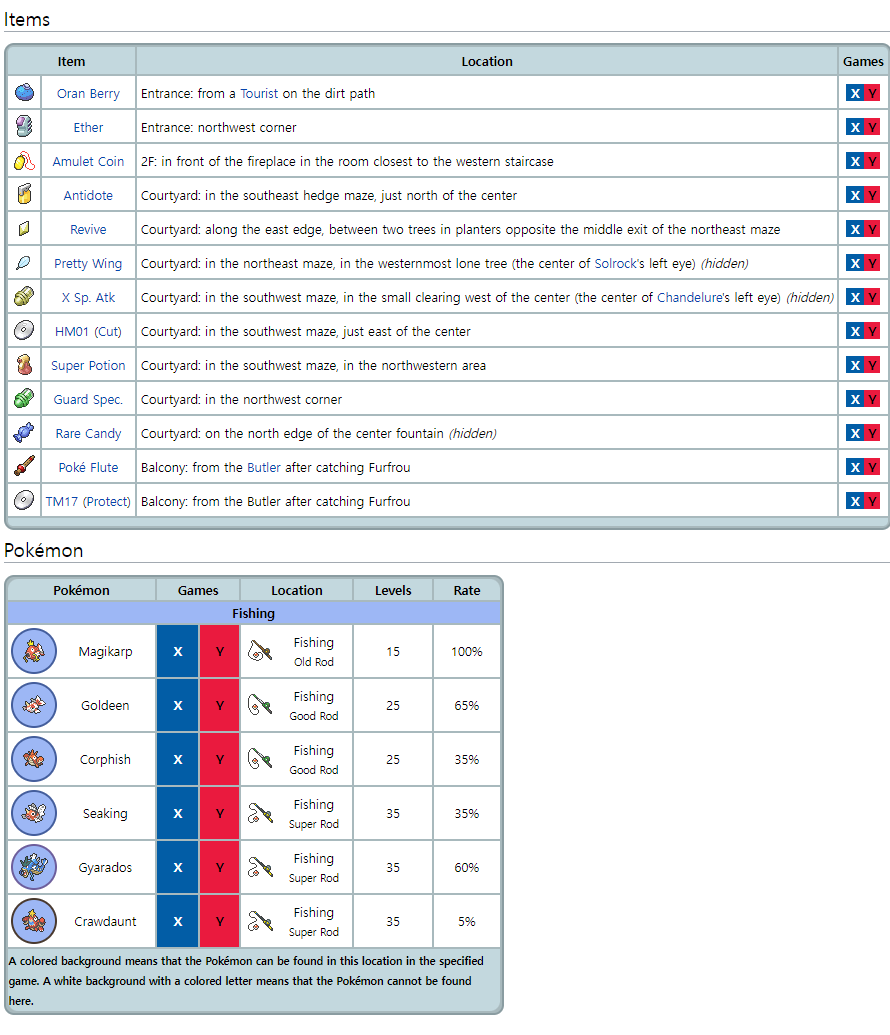 Items
Item Location Games
Oran Berry Entrance: from a Tourist on the dirt path X Y
Ether Entrance: northwest corner X Y
Amulet Coin 2F: in front of the fireplace in the room closest to the western staircase X Y
Antidote Courtyard: in the southeast hedge maze, just north of the center X Y
Revive Courtyard: along the east edge, between two trees in planters opposite the middle exit of the northeast maze X Y
Pretty Wing Courtyard: in the northeast maze, in the westernmost lone tree (the center of Solrock's left eye) (hidden) X Y
X Sp. Atk Courtyard: in the southwest maze, in the small clearing west of the center (the center of Chandelure's left eye) (hidden) X Y
HM01 (Cut) Courtyard: in the southwest maze, just east of the center X Y
Super Potion Courtyard: in the southwest maze, in the northwestern area X Y
Guard Spec. Courtyard: in the northwest corner X Y
Rare Candy Courtyard: on the north edge of the center fountain (hidden) X Y
Poké Flute Balcony: from the Butler after catching Furfrou X Y
TM17 (Protect) Balcony: from the Butler after catching Furfrou X Y
Pokémon
Pokémon Games Location Levels Rate
Fishing
Magikarp X Y Fishing Old Rod 15 100%
Goldeen X Y Fishing Good Rod 25 65%
Corphish X Y Fishing Good Rod 25 35%
Seaking X Y Fishing Super Rod 35 35%
Gyarados X Y Fishing Super Rod 35 60%
Crawdaunt X Y Fishing Super Rod 35 5%
A colored background means that the Pokémon can be found in this location in the specified
game. A white background with a colored letter means that the Pokémon cannot be found
here.